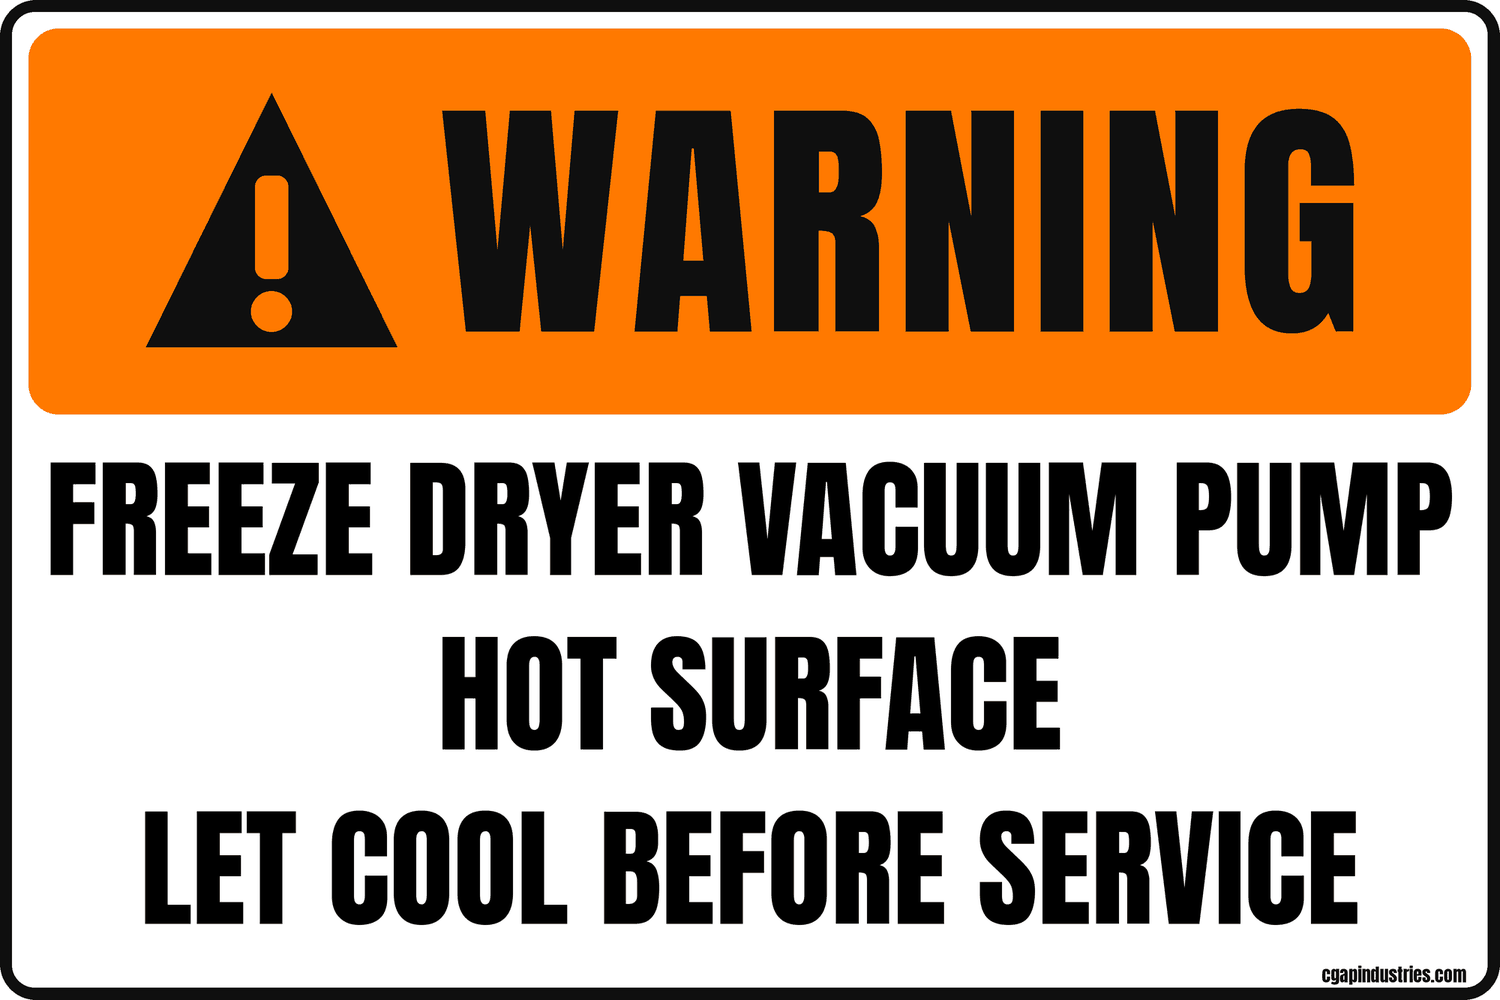 WARNING
FREEZE DRYER VACUUM PUMP
HOT SURFACE
LET COOL BEFORE SERVICE
cgapindustries.com